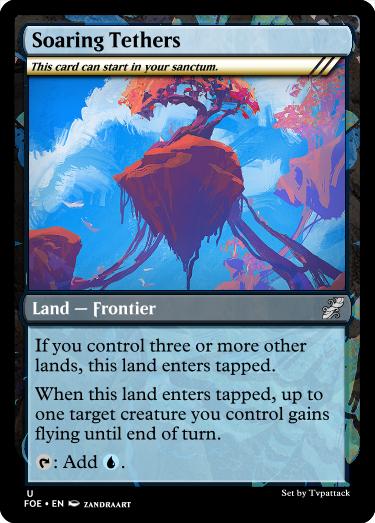 Soaring Tethers
This card can start in your sanctum.
Land — Frontier
If you control three or more other
lands, this land enters tapped.
When this land enters tapped, up to
one target creature you control gains
flying until end of turn.
: Add .
U
FOE • EN ZANDRAART
Set by Tvpattack